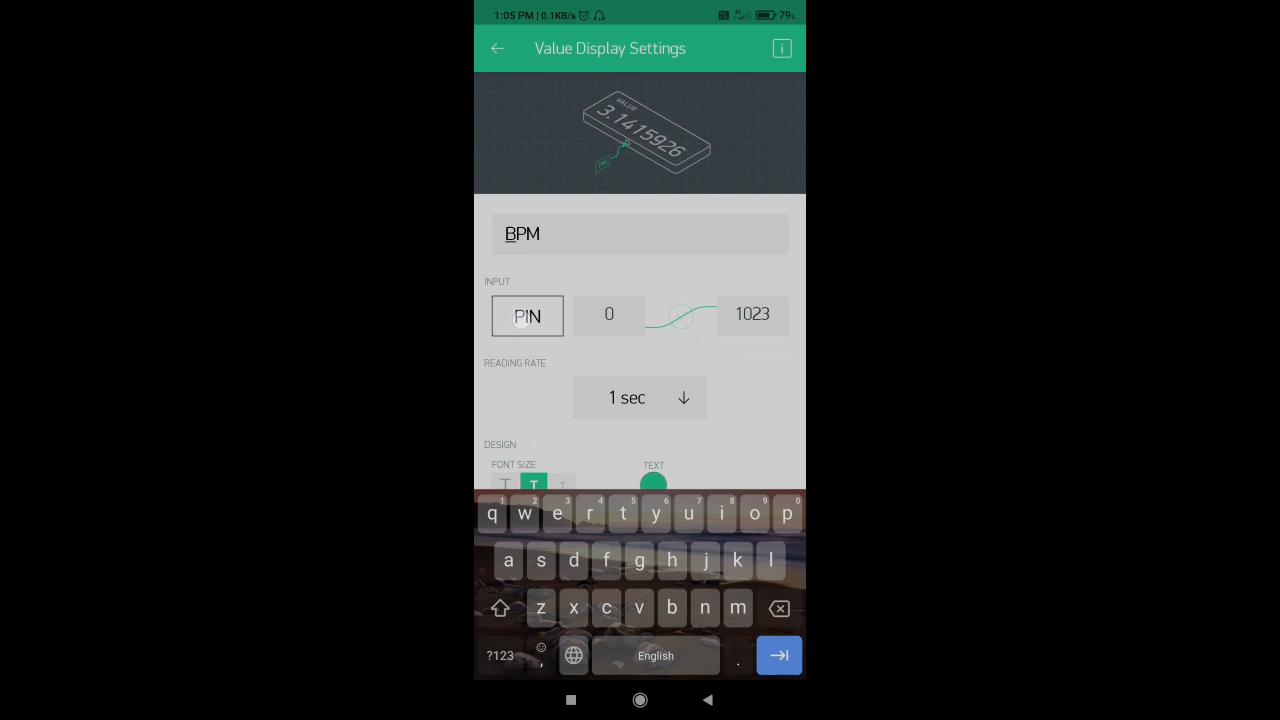 1:05 PM | 0.1KB/s 79%
Value Display Settings i
VALUE
3.1415926
PIN
BPM
INPUT
PIN 0 1023
READING RATE
1 sec
DESIGN
FONT SIZE TEXT
T T T
1 2 3 4 5 6 7 8 9 0
q w e r t y u i o p
a s d f g h j k l
z x c v b n m
?123 , English .